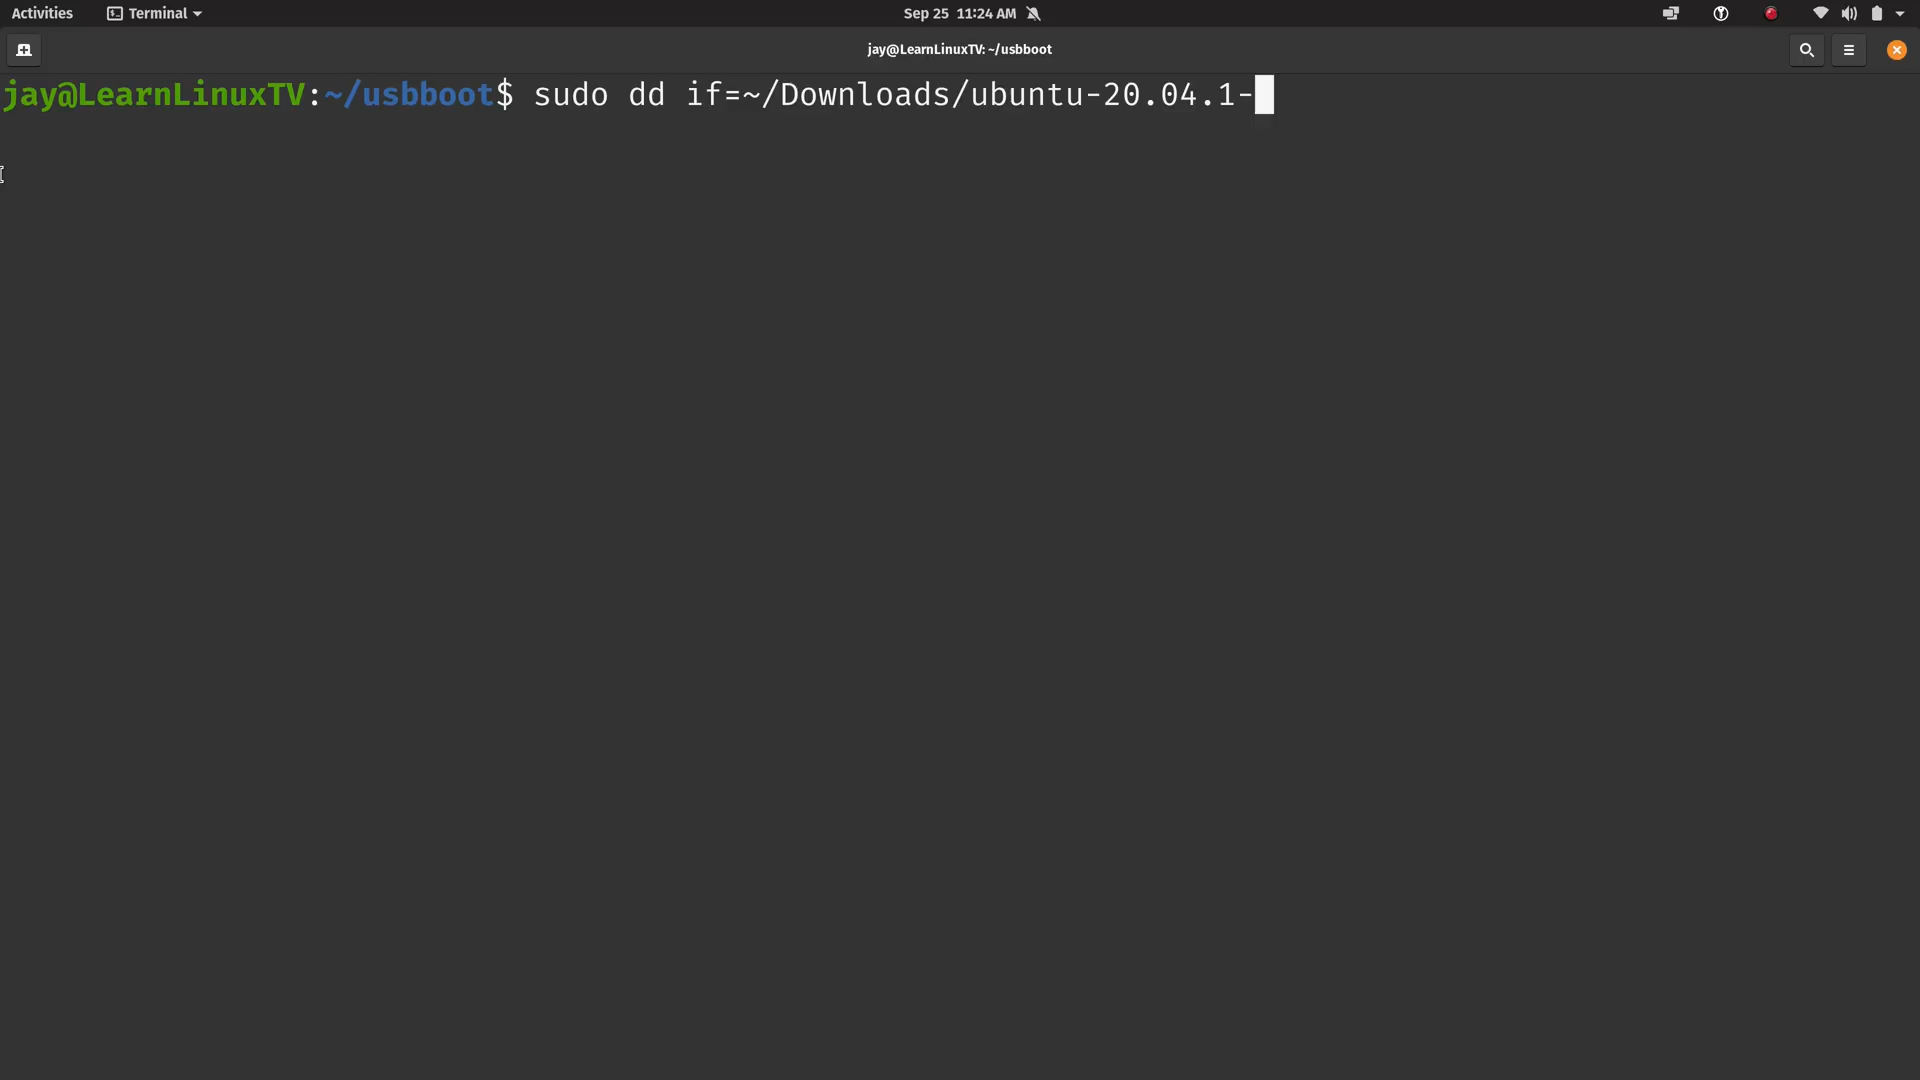 Activities Terminal Sep 25 11:24 AM
jay@LearnLinuxTV: ~/usbboot
jay@LearnLinuxTV:~/usbboot$ sudo dd if=~/Downloads/ubuntu-20.04.1-